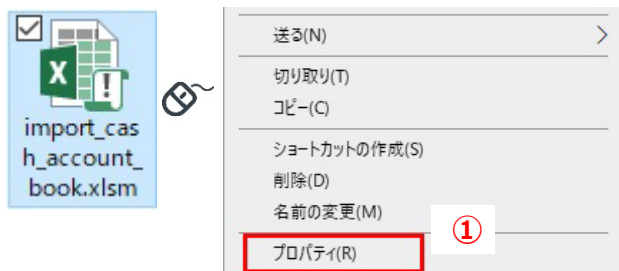 import_cas
h_account_
book.xlsm
送る(N)
切り取り(T)
コピー(C)
ショートカットの作成(S)
削除(D)
名前の変更(M)
①
プロパティ(R)